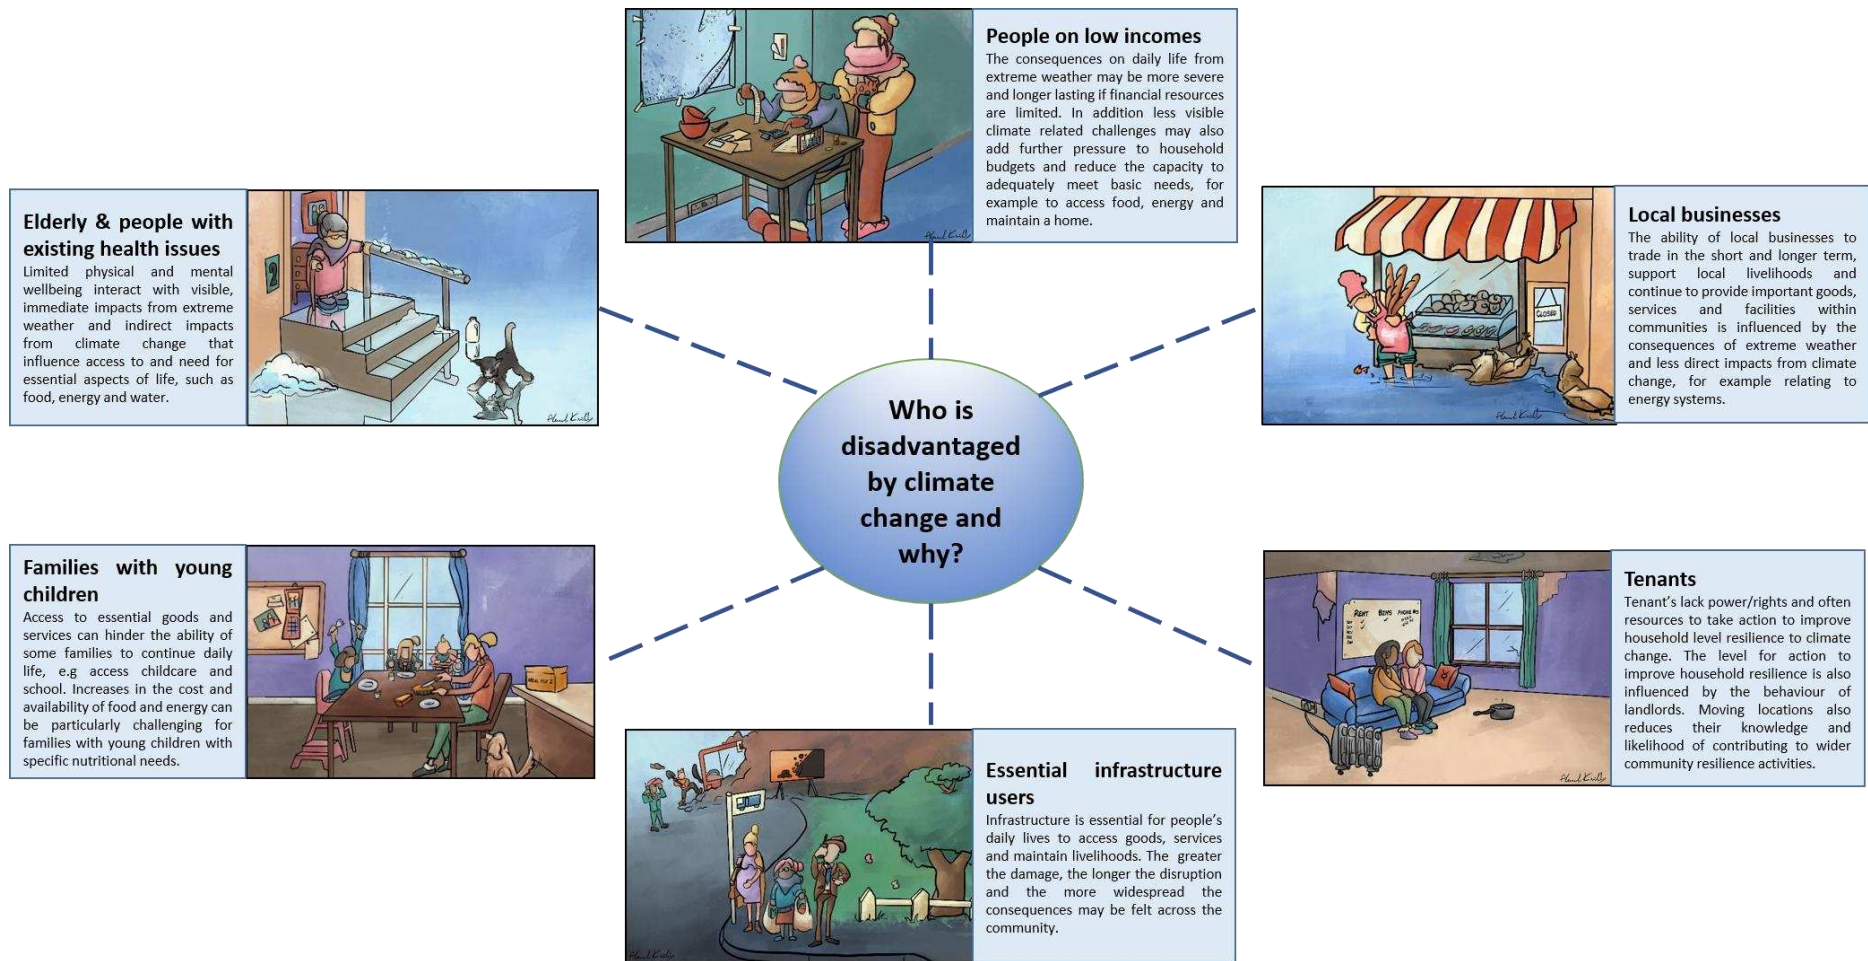 People on low incomes
The consequences on daily life from
extreme weather may be more severe
and longer lasting if financial resources
are limited. In addition less visible
climate related challenges may also
add further pressure to household
budgets and reduce the capacity to
adequately meet basic needs, for
example to access food, energy and
maintain a home.
Elderly & people with
existing health issues
Limited physical and mental
wellbeing interact with visible,
immediate impacts from extreme
weather and indirect impacts
from climate change that
influence access to and need for
essential aspects of life, such as
food, energy and water.
2
Local businesses
The ability of local businesses to
trade in the short and longer term,
support local livelihoods and
continue to provide important goods,
services and facilities within
communities is influenced by the
consequences of extreme weather
and less direct impacts from climate
change, for example relating to
energy systems.
CLOSED
Who is
disadvantaged
by climate
change and
why?
Families with young
children
Access to essential goods and
services can hinder the ability of
some families to continue daily
life, e.g access childcare and
school. Increases in the cost and
availability of food and energy can
be particularly challenging for
families with young children with
specific nutritional needs.
RENT BILLS PHONE #S
Tenants
Tenant's lack power/rights and often
resources to take action to improve
household level resilience to climate
change. The level for action to
improve household resilience is also
influenced by the behaviour of
landlords. Moving locations also
reduces their knowledge and
likelihood of contributing to wider
community resilience activities.
Essential infrastructure
users
Infrastructure is essential for people's
daily lives to access goods, services
and maintain livelihoods. The greater
the damage, the longer the disruption
and the more widespread the
consequences may be felt across the
community.